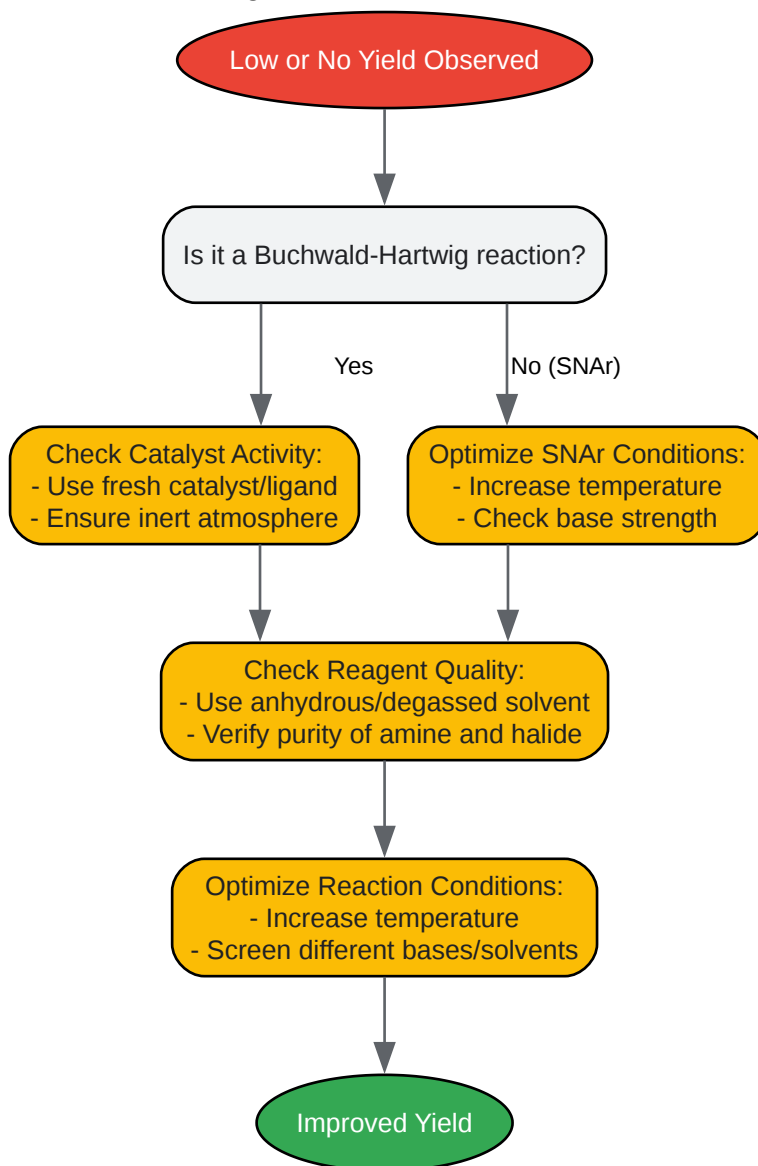 Low or No Yield Observed
Is it a Buchwald-Hartwig reaction?
Yes
No (SNAr)
Check Catalyst Activity:
- Use fresh catalyst/ligand
- Ensure inert atmosphere
Optimize SNAr Conditions:
- Increase temperature
- Check base strength
Check Reagent Quality:
- Use anhydrous/degassed solvent
- Verify purity of amine and halide
Optimize Reaction Conditions:
- Increase temperature
- Screen different bases/solvents
Improved Yield